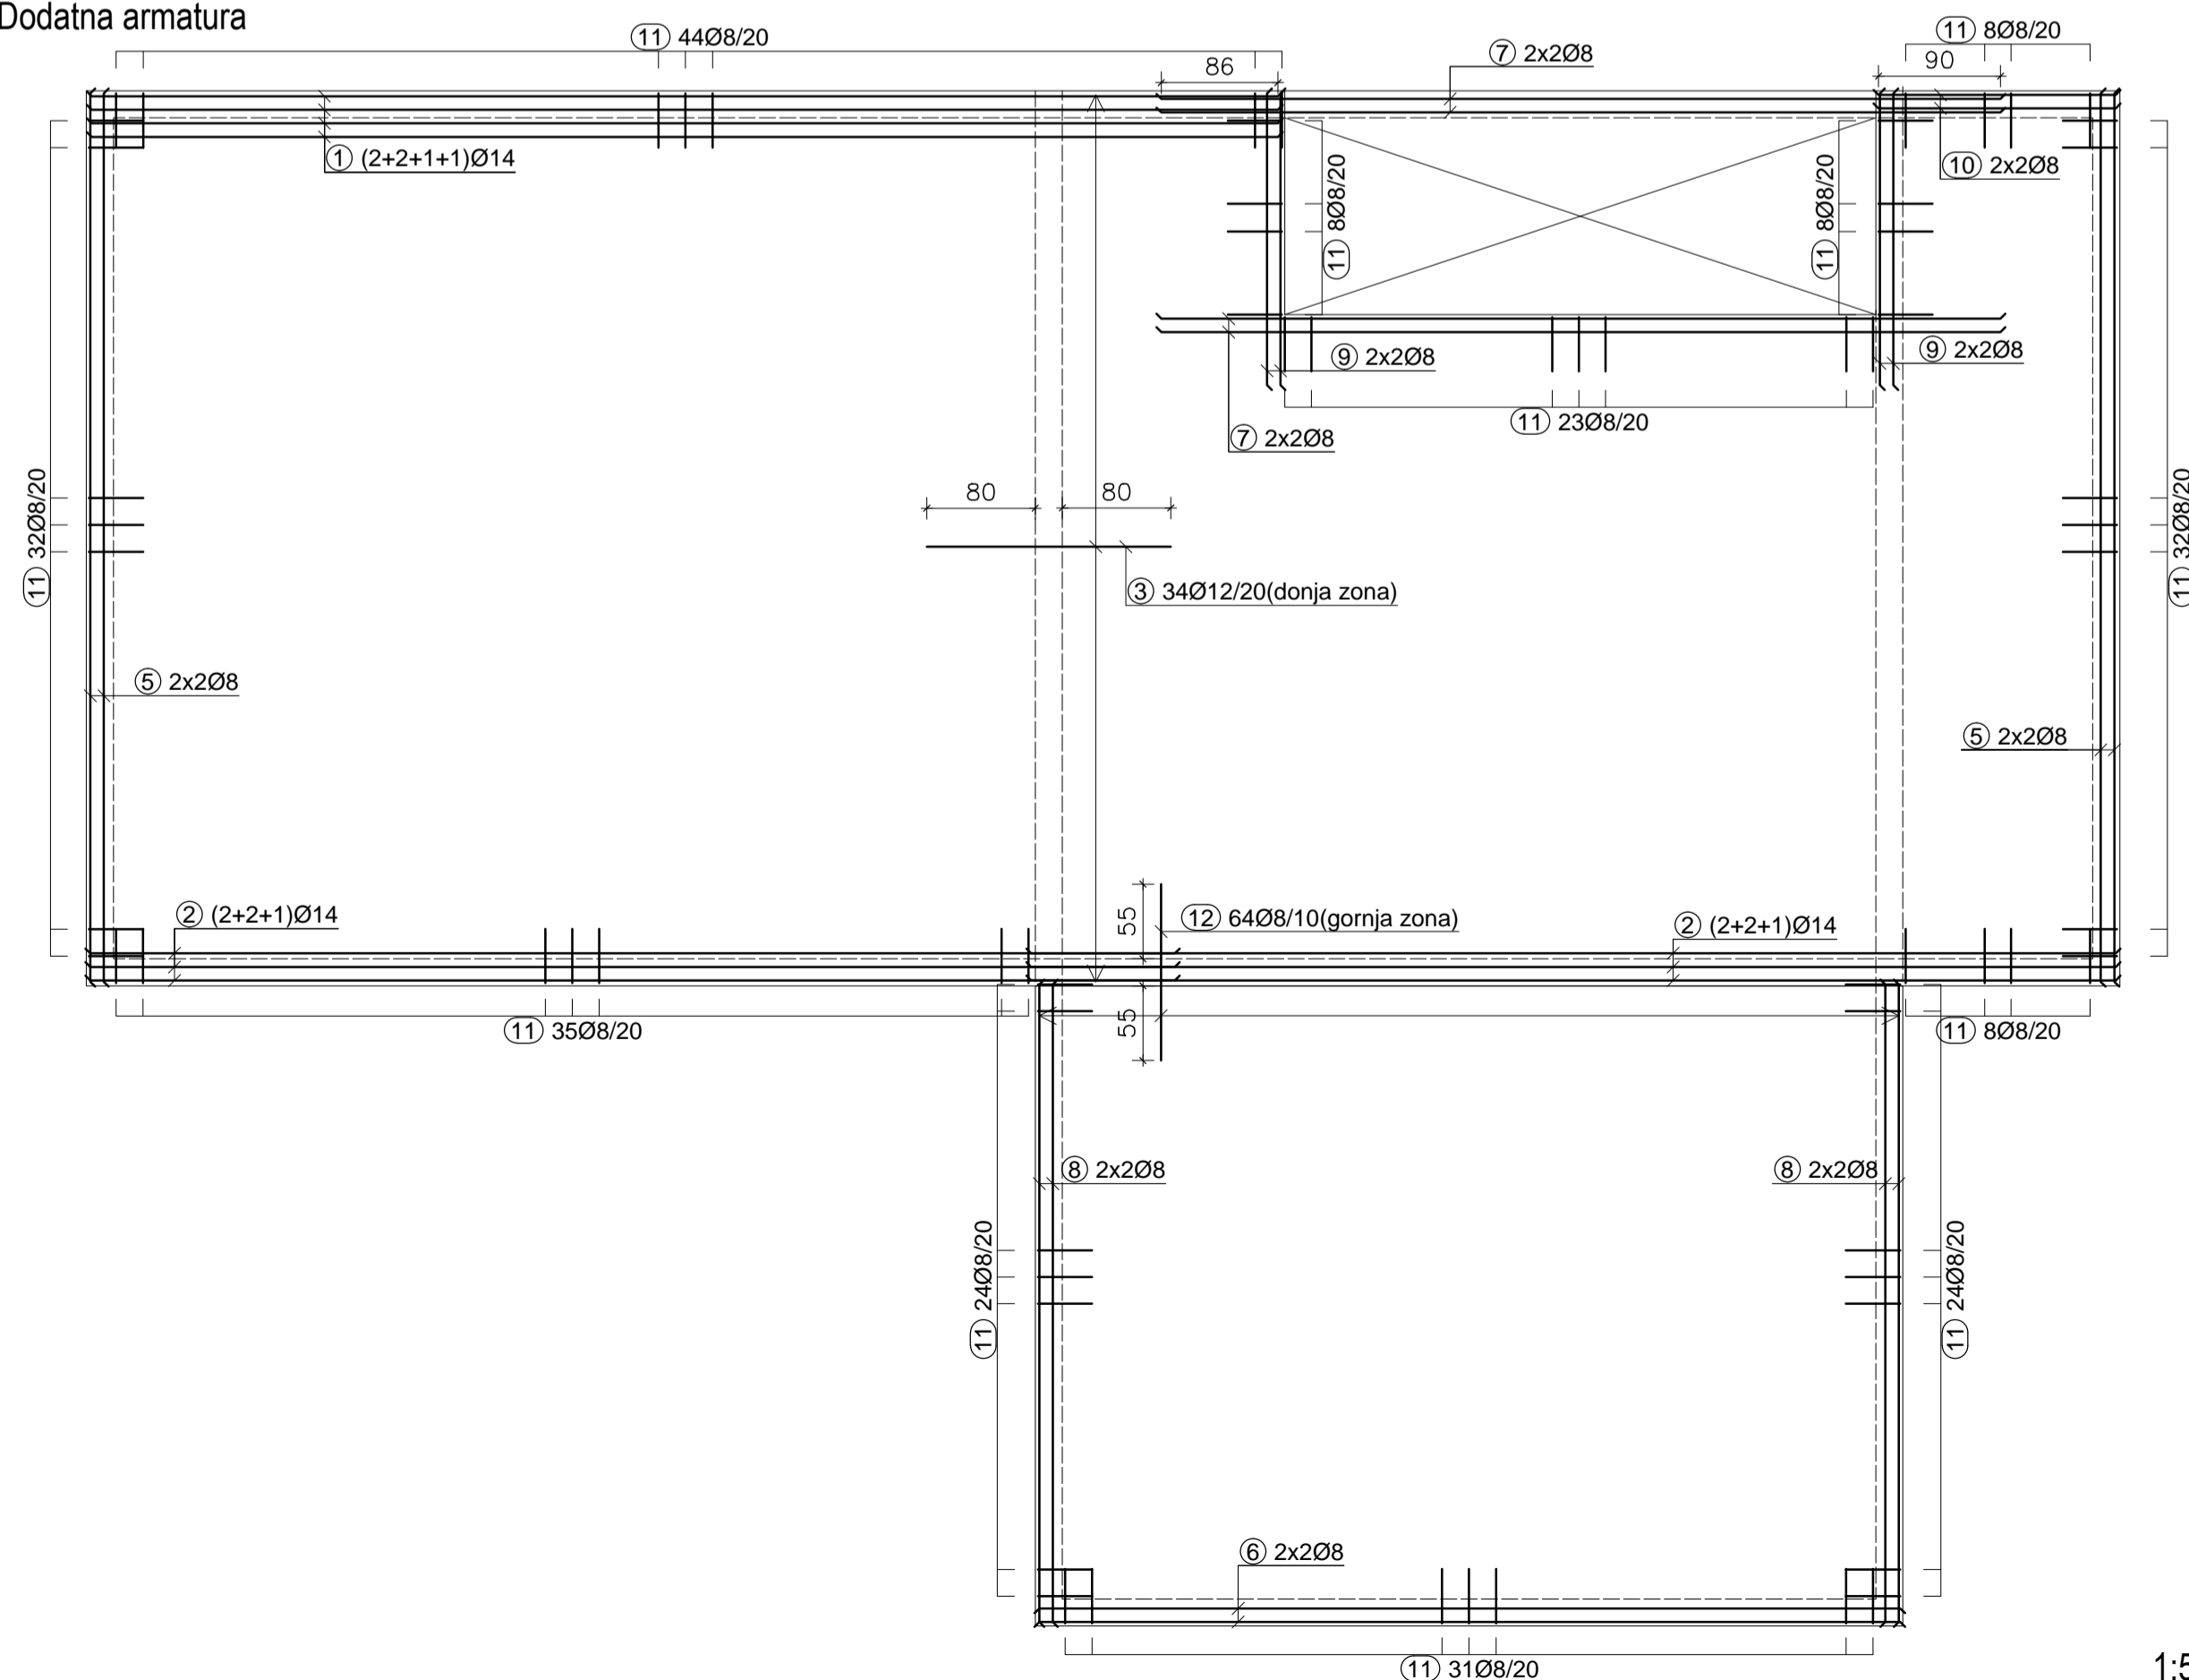 Dodatna armatura
11 44Ø8/20
11 8Ø8/20
86
7 2x2Ø8
90
1 (2+2+1+1)Ø14
11 8Ø8/20
11 8Ø8/20
10 2x2Ø8
9 2x2Ø8
9 2x2Ø8
11 23Ø8/20
7 2x2Ø8
11 32Ø8/20
80
80
11 32Ø8/20
3 34Ø12/20(donja zona)
5 2x2Ø8
5 2x2Ø8
2 (2+2+1)Ø14
55
12 64Ø8/10(gornja zona)
2 (2+2+1)Ø14
11 35Ø8/20
55
11 8Ø8/20
8 2x2Ø8
8 2x2Ø8
11 24Ø8/20
11 24Ø8/20
6 2x2Ø8
11 31Ø8/20